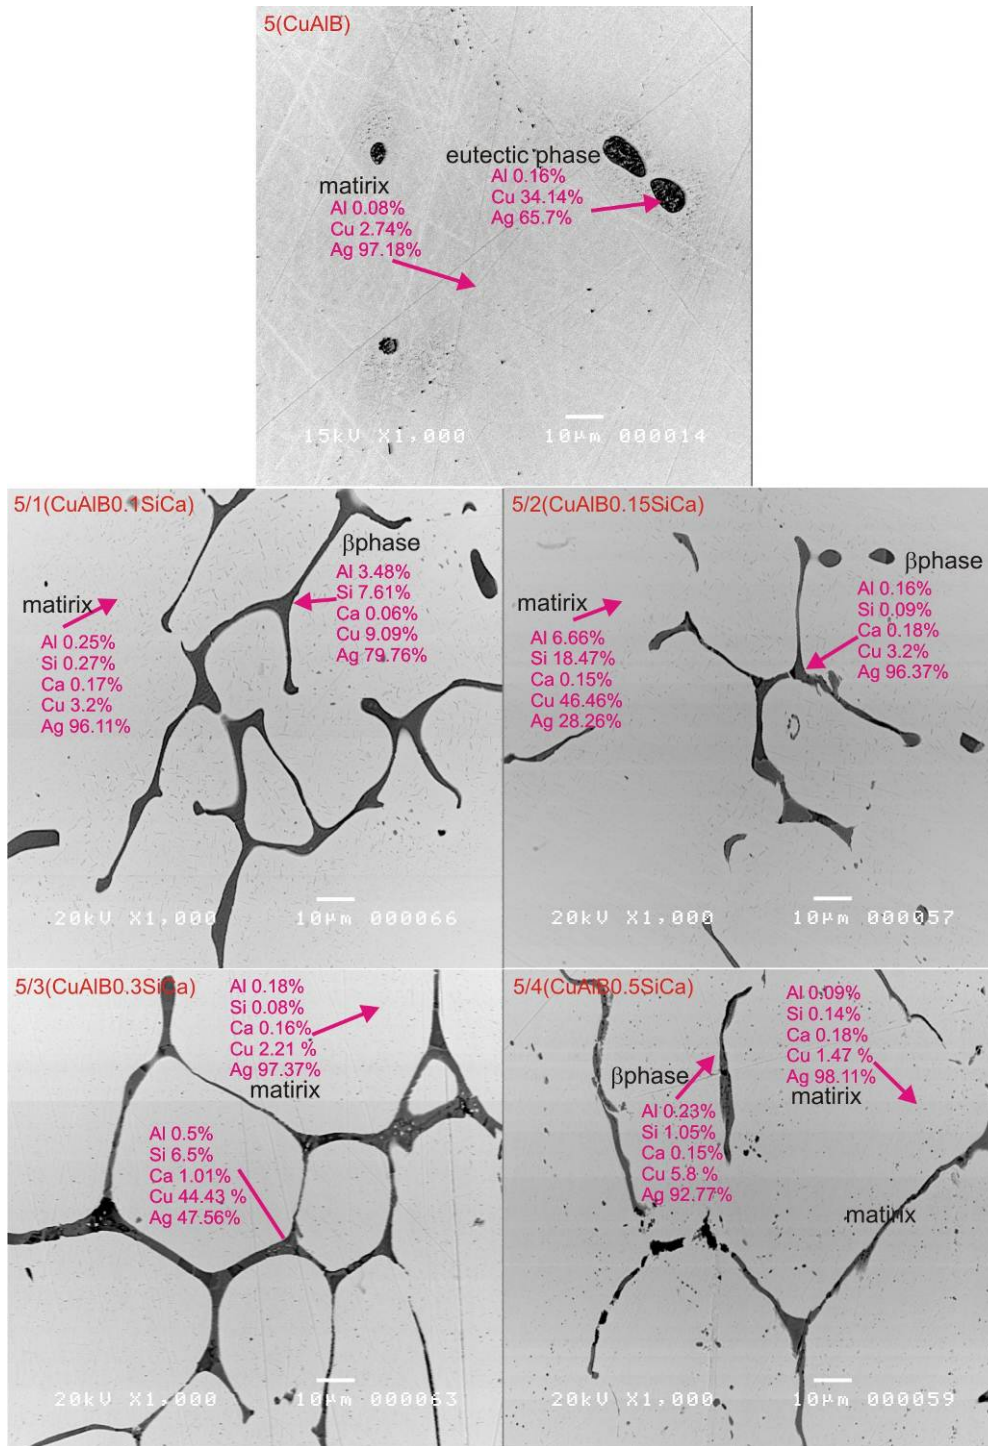 5(CuAlB)
eutectic phase
Al 0.16%
Cu 34.14%
Ag 65.7%
matirix
Al 0.08%
Cu 2.74%
Ag 97.18%
15kV X1,000 10µm 000014
5/1(CuAlB0.1SiCa)
βphase
Al 3.48%
Si 7.61%
Ca 0.06%
Cu 9.09%
Ag 79.76%
matirix
Al 0.25%
Si 0.27%
Ca 0.17%
Cu 3.2%
Ag 96.11%
20kV X1,000 10µm 000066
5/2(CuAlB0.15SiCa)
βphase
Al 0.16%
Si 0.09%
Ca 0.18%
Cu 3.2%
Ag 96.37%
matirix
Al 6.66%
Si 18.47%
Ca 0.15%
Cu 46.46%
Ag 28.26%
20kV X1,000 10µm 000057
5/3(CuAlB0.3SiCa)
Al 0.18%
Si 0.08%
Ca 0.16%
Cu 2.21 %
Ag 97.37%
matirix
Al 0.5%
Si 6.5%
Ca 1.01%
Cu 44.43 %
Ag 47.56%
20kV X1,000 10µm 000063
5/4(CuAlB0.5SiCa)
Al 0.09%
Si 0.14%
Ca 0.18%
Cu 1.47 %
Ag 98.11%
matirix
βphase
Al 0.23%
Si 1.05%
Ca 0.15%
Cu 5.8 %
Ag 92.77%
matirix
20kV X1,000 10µm 000059